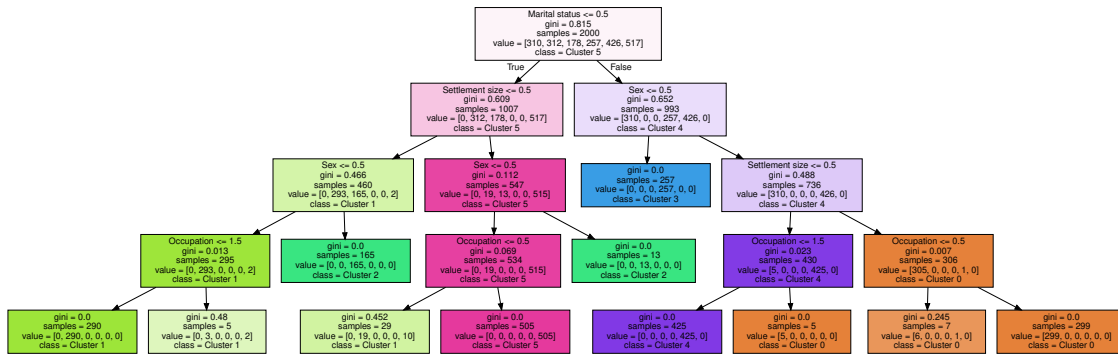 Marital status <= 0.5
gini = 0.815
samples = 2000
value = [310, 312, 178, 257, 426, 517]
class = Cluster 5
True
False
Settlement size <= 0.5
gini = 0.609
samples = 1007
value = [0, 312, 178, 0, 0, 517]
class = Cluster 5
Sex <= 0.5
gini = 0.652
samples = 993
value = [310, 0, 0, 257, 426, 0]
class = Cluster 4
Sex <= 0.5
gini = 0.466
samples = 460
value = [0, 293, 165, 0, 0, 2]
class = Cluster 1
Sex <= 0.5
gini = 0.112
samples = 547
value = [0, 19, 13, 0, 0, 515]
class = Cluster 5
gini = 0.0
samples = 257
value = [0, 0, 0, 257, 0, 0]
class = Cluster 3
Settlement size <= 0.5
gini = 0.488
samples = 736
value = [310, 0, 0, 0, 426, 0]
class = Cluster 4
Occupation <= 1.5
gini = 0.013
samples = 295
value = [0, 293, 0, 0, 0, 2]
class = Cluster 1
gini = 0.0
samples = 165
value = [0, 0, 165, 0, 0, 0]
class = Cluster 2
Occupation <= 0.5
gini = 0.069
samples = 534
value = [0, 19, 0, 0, 0, 515]
class = Cluster 5
gini = 0.0
samples = 13
value = [0, 0, 13, 0, 0, 0]
class = Cluster 2
Occupation <= 1.5
gini = 0.023
samples = 430
value = [5, 0, 0, 0, 425, 0]
class = Cluster 4
Occupation <= 0.5
gini = 0.007
samples = 306
value = [305, 0, 0, 0, 1, 0]
class = Cluster 0
gini = 0.0
samples = 290
value = [0, 290, 0, 0, 0, 0]
class = Cluster 1
gini = 0.48
samples = 5
value = [0, 3, 0, 0, 0, 2]
class = Cluster 1
gini = 0.452
samples = 29
value = [0, 19, 0, 0, 0, 10]
class = Cluster 1
gini = 0.0
samples = 505
value = [0, 0, 0, 0, 0, 505]
class = Cluster 5
gini = 0.0
samples = 425
value = [0, 0, 0, 0, 425, 0]
class = Cluster 4
gini = 0.0
samples = 5
value = [5, 0, 0, 0, 0, 0]
class = Cluster 0
gini = 0.245
samples = 7
value = [6, 0, 0, 0, 1, 0]
class = Cluster 0
gini = 0.0
samples = 299
value = [299, 0, 0, 0, 0, 0]
class = Cluster 0